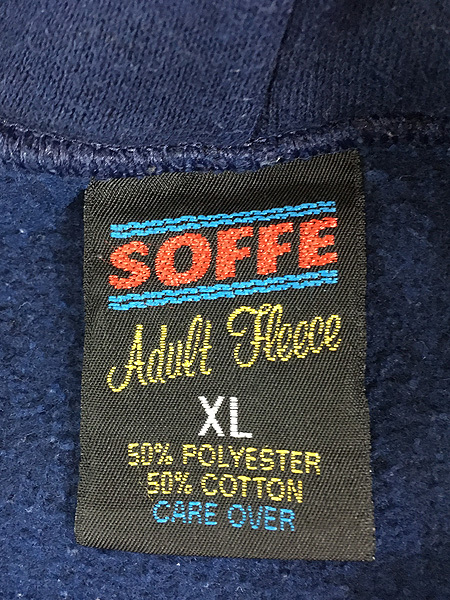 SOFFE
Adult Fleece
XL
50% POLYESTER
50% COTTON
CARE OVER